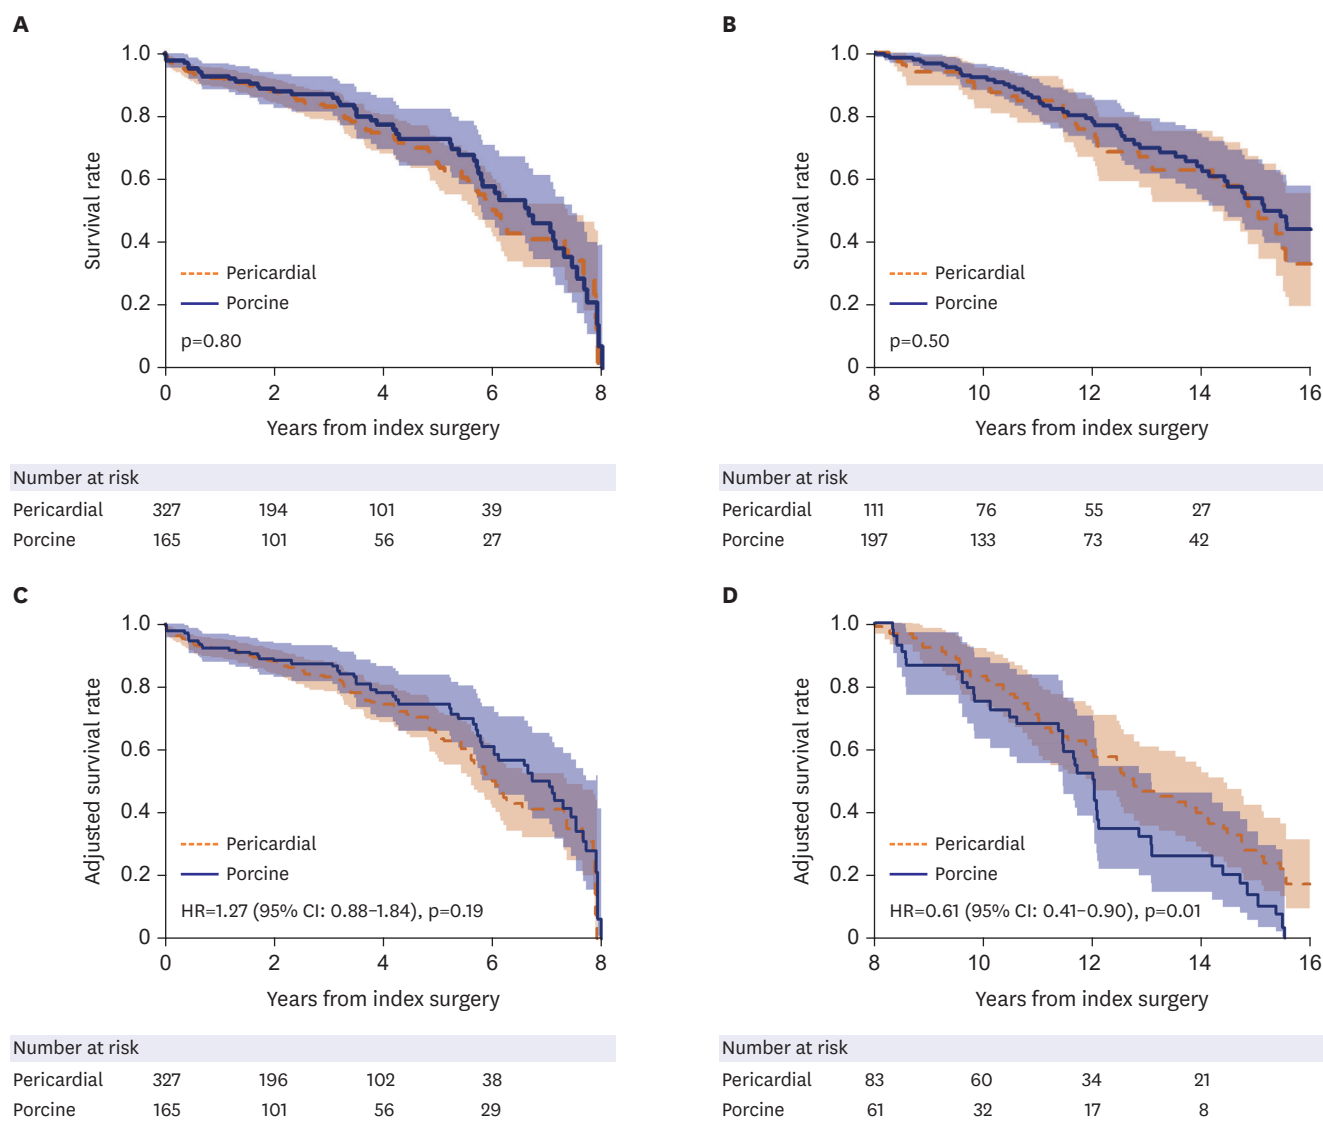 A
1.0
0.8
0.6
0.4
0.2
0
Survival rate
Pericardial
Porcine
p=0.80
0 2 4 6 8
Years from index surgery
Number at risk
Pericardial 327 194 101 39
Porcine 165 101 56 27
B
1.0
0.8
0.6
0.4
0.2
0
Survival rate
Pericardial
Porcine
p=0.50
8 10 12 14 16
Years from index surgery
Number at risk
Pericardial 111 76 55 27
Porcine 197 133 73 42
C
1.0
0.8
0.6
0.4
0.2
0
Adjusted survival rate
Pericardial
Porcine
HR=1.27 (95% CI: 0.88–1.84), p=0.19
0 2 4 6 8
Years from index surgery
Number at risk
Pericardial 327 196 102 38
Porcine 165 101 56 29
D
1.0
0.8
0.6
0.4
0.2
0
Adjusted survival rate
Pericardial
Porcine
HR=0.61 (95% CI: 0.41–0.90), p=0.01
8 10 12 14 16
Years from index surgery
Number at risk
Pericardial 83 60 34 21
Porcine 61 32 17 8